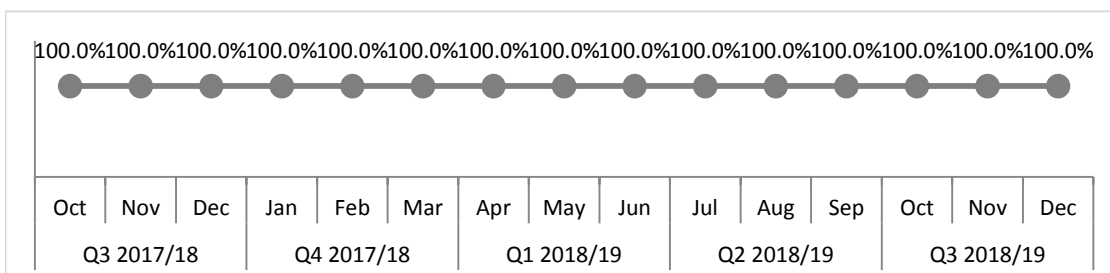 100.0% 100.0% 100.0% 100.0% 100.0% 100.0% 100.0% 100.0% 100.0% 100.0% 100.0% 100.0% 100.0% 100.0% 100.0%
Oct Nov Dec Jan Feb Mar Apr May Jun Jul Aug Sep Oct Nov Dec
Q3 2017/18 Q4 2017/18 Q1 2018/19 Q2 2018/19 Q3 2018/19